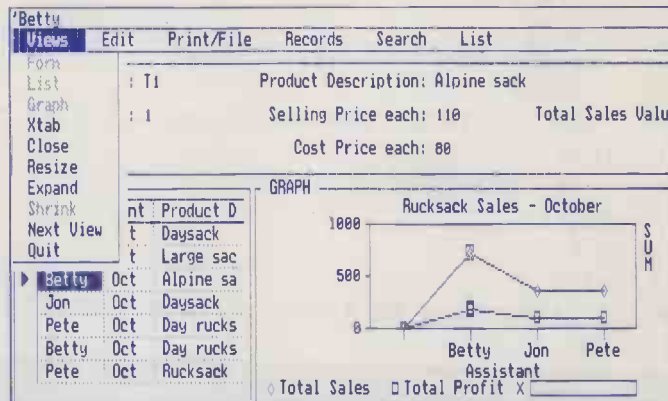 'Betty
Views Edit Print/File Records Search List
Form
List
Graph
Xtab
Close
Resize
Expand
Shrink
Next View
Quit
: T1 Product Description: Alpine sack
: 1 Selling Price each: 110 Total Sales Valu
Cost Price each: 80
nt Product D
t Daysack
t Large sac
Betty Oct Alpine sa
Jon Oct Daysack
Pete Oct Day rucks
Betty Oct Day rucks
Pete Oct Rucksack
GRAPH
Rucksack Sales - October
1000
500
0
SUM
Betty Jon Pete
Assistant
Total Sales Total Profit X